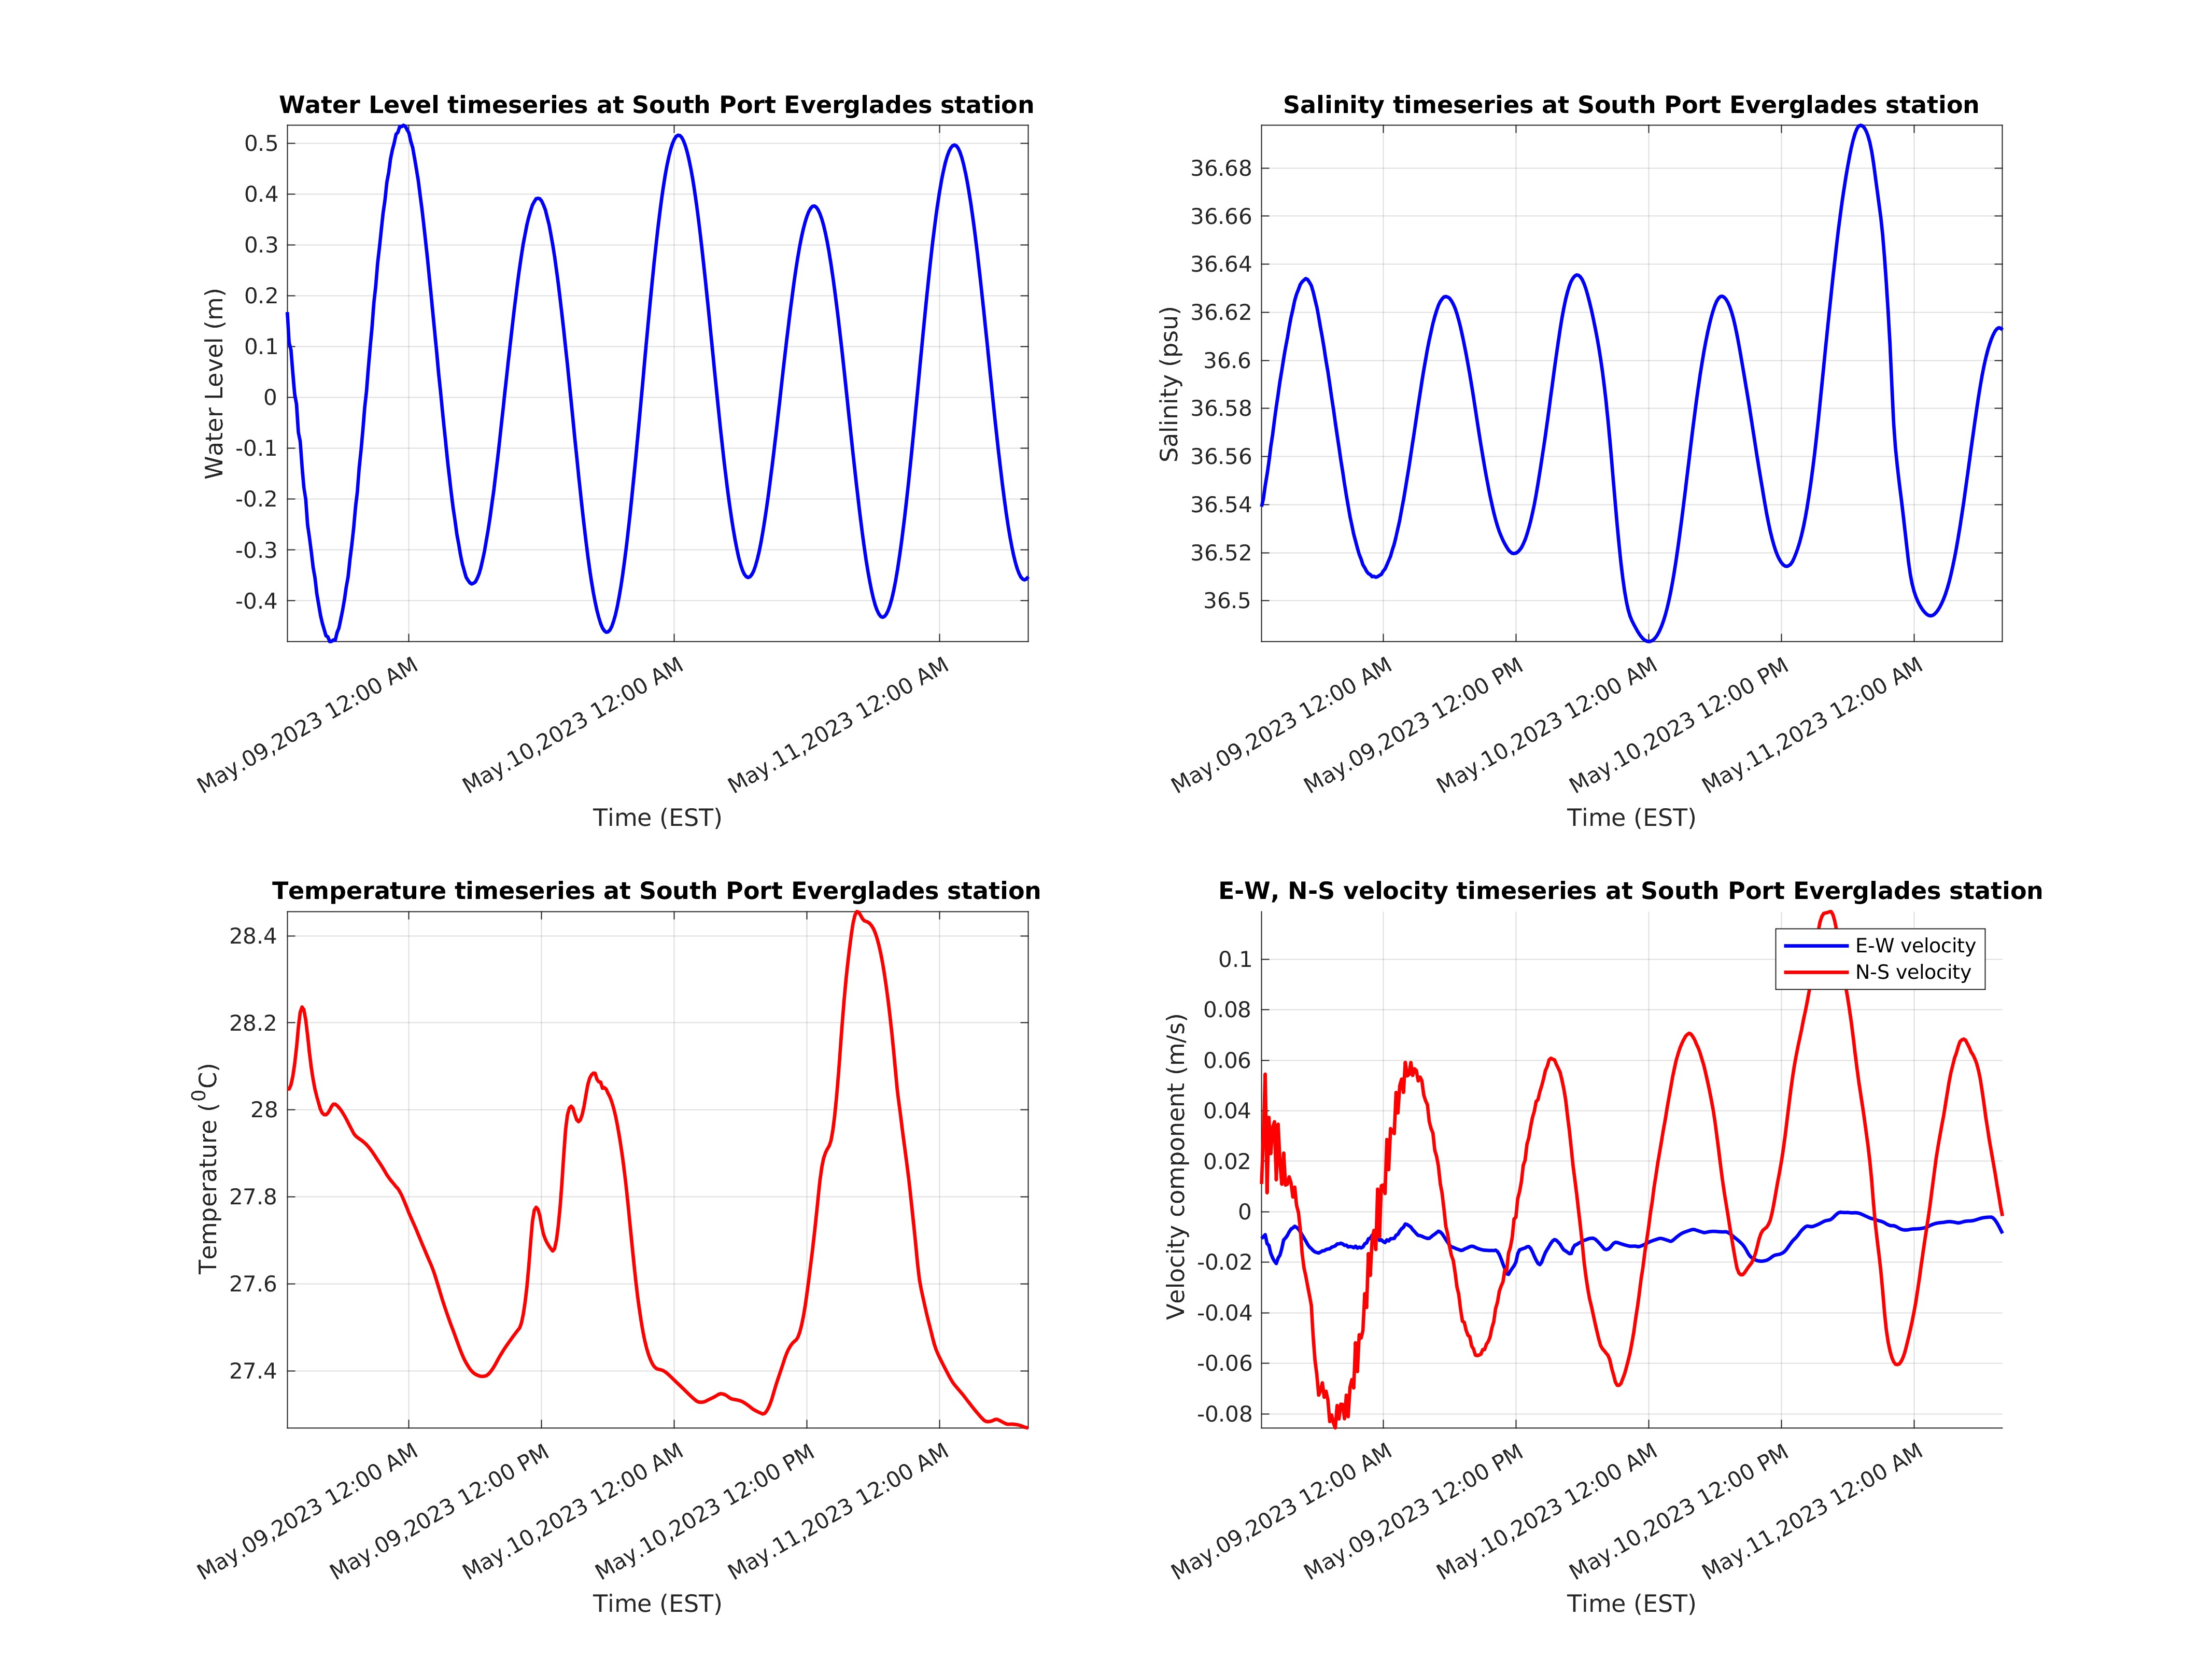 Water Level timeseries at South Port Everglades station
Water Level (m)
0.5
0.4
0.3
0.2
0.1
0
-0.1
-0.2
-0.3
-0.4
May.09,2023 12:00 AM
May.10,2023 12:00 AM
May.11,2023 12:00 AM
Time (EST)
Salinity timeseries at South Port Everglades station
Salinity (psu)
36.68
36.66
36.64
36.62
36.6
36.58
36.56
36.54
36.52
36.5
May.09,2023 12:00 AM
May.09,2023 12:00 PM
May.10,2023 12:00 AM
May.10,2023 12:00 PM
May.11,2023 12:00 AM
Time (EST)
Temperature timeseries at South Port Everglades station
Temperature (⁰C)
28.4
28.2
28
27.8
27.6
27.4
May.09,2023 12:00 AM
May.09,2023 12:00 PM
May.10,2023 12:00 AM
May.10,2023 12:00 PM
May.11,2023 12:00 AM
Time (EST)
E-W, N-S velocity timeseries at South Port Everglades station
Velocity component (m/s)
0.1
0.08
0.06
0.04
0.02
0
-0.02
-0.04
-0.06
-0.08
E-W velocity
N-S velocity
May.09,2023 12:00 AM
May.09,2023 12:00 PM
May.10,2023 12:00 AM
May.10,2023 12:00 PM
May.11,2023 12:00 AM
Time (EST)